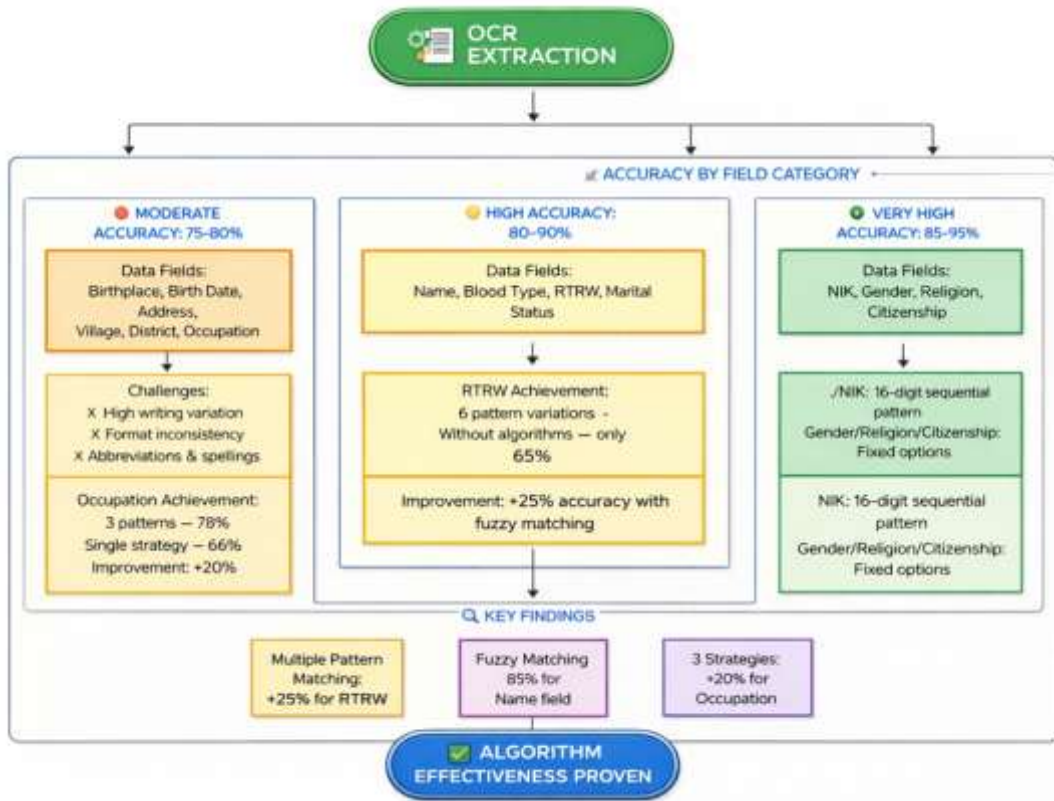 OCR
EXTRACTION
ACCURACY BY FIELD CATEGORY
MODERATE
ACCURACY: 75-80%
Data Fields:
Birthplace, Birth Date,
Address,
Village, District, Occupation
Challenges:
X High writing variation
X Format inconsistency
X Abbreviations & spellings
Occupation Achievement:
3 patterns — 78%
Single strategy — 66%
Improvement: +20%
HIGH ACCURACY:
80-90%
Data Fields:
Name, Blood Type, RTRW, Marital
Status
RTRW Achievement:
6 pattern variations -
Without algorithms — only
65%
Improvement: +25% accuracy with
fuzzy matching
VERY HIGH
ACCURACY: 85-95%
Data Fields:
NIK, Gender, Religion,
Citizenship
./NIK: 16-digit sequential
pattern
Gender/Religion/Citizenship:
Fixed options
NIK: 16-digit sequential
pattern
Gender/Religion/Citizenship:
Fixed options
KEY FINDINGS
Multiple Pattern
Matching:
+25% for RTRW
Fuzzy Matching
85% for
Name field
3 Strategies:
+20% for
Occupation
ALGORITHM
EFFECTIVENESS PROVEN